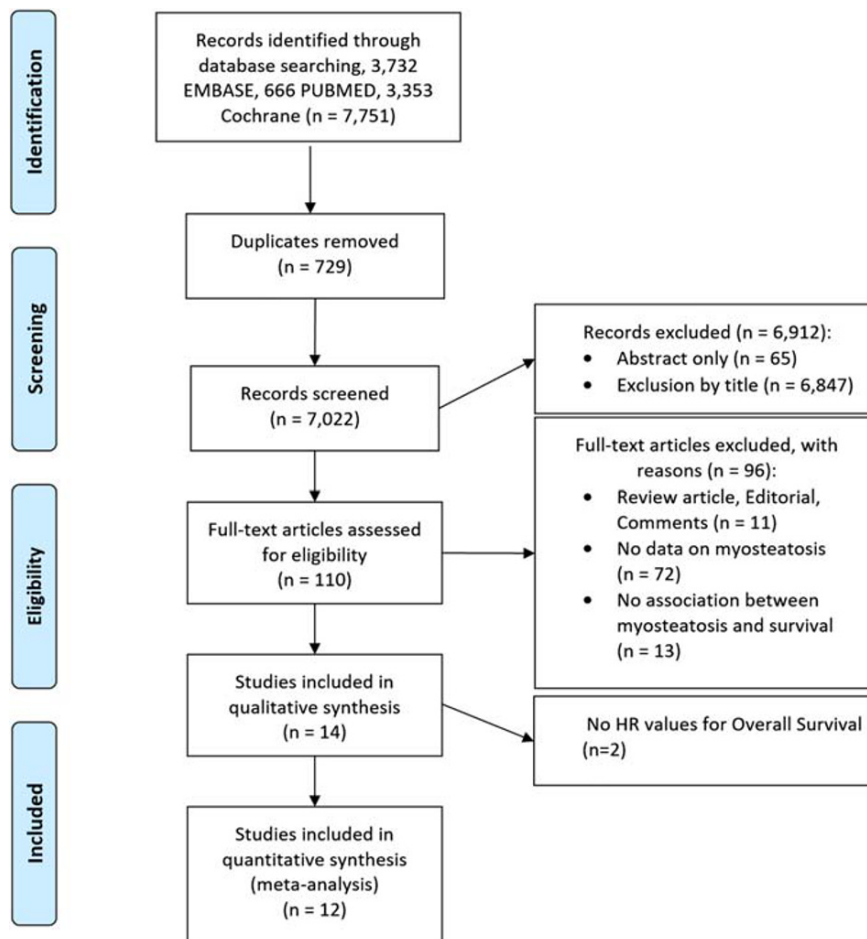 Identification
Records identified through
database searching, 3,732
EMBASE, 666 PUBMED, 3,353
Cochrane (n = 7,751)
Duplicates removed
(n = 729)
Screening
Records screened
(n = 7,022)
Records excluded (n = 6,912):
• Abstract only (n = 65)
• Exclusion by title (n = 6,847)
Eligibility
Full-text articles assessed
for eligibility
(n = 110)
Full-text articles excluded, with
reasons (n = 96):
• Review article, Editorial,
Comments (n = 11)
• No data on myosteatosis
(n = 72)
• No association between
myosteatosis and survival
(n = 13)
Studies included in
qualitative synthesis
(n = 14)
No HR values for Overall Survival
(n=2)
Included
Studies included in
quantitative synthesis
(meta-analysis)
(n = 12)